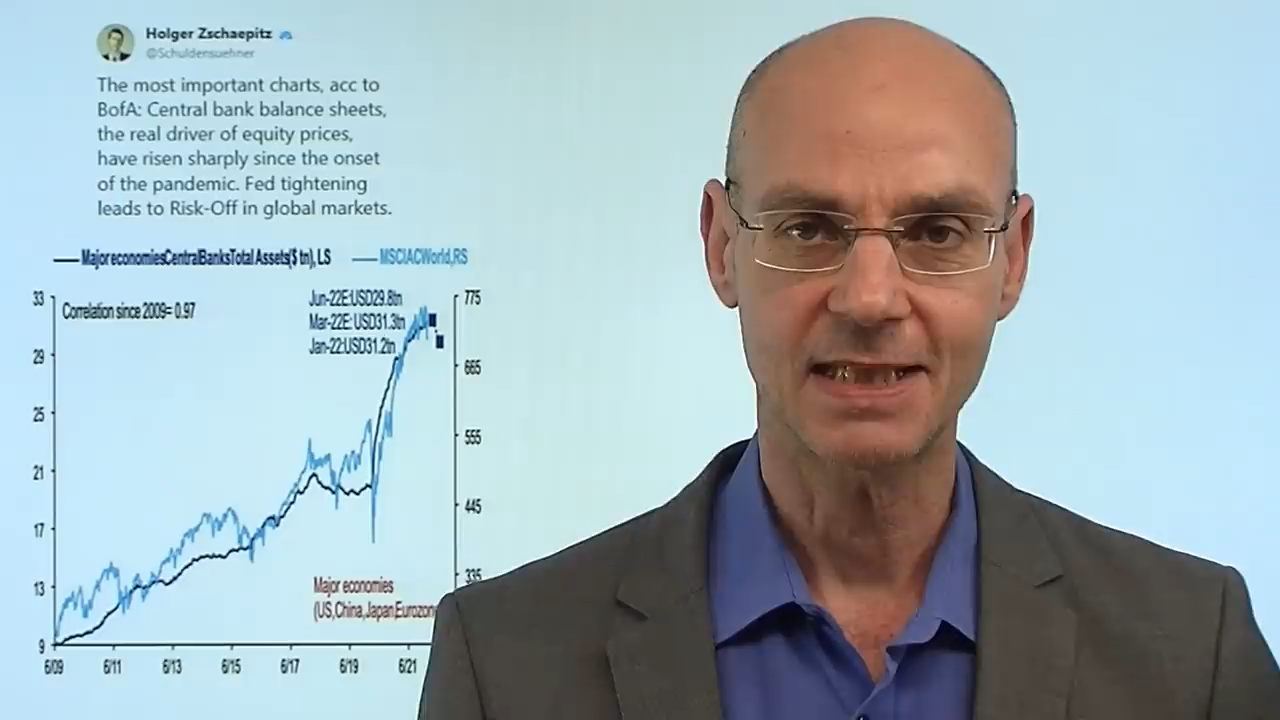 Holger Zschaepitz
@Schuldensuehner
The most important charts, acc to
BofA: Central bank balance sheets,
the real driver of equity prices,
have risen sharply since the onset
of the pandemic. Fed tightening
leads to Risk-Off in global markets.
MajoreconomiesCentralBanksTotalAssets($ tn), LS
MSCIACWorld,RS
33
775
Correlation since 2009= 0.97
Jun-22E:USD29.8tn
Mar-22E: USD31.3tn
Jan-22:USD31.2tn
29
665
25
555
21
445
17
335
13
Major economies
(US,China,Japan,Eurozon
9
6/09
6/11
6/13
6/15
6/17
6/19
6/21